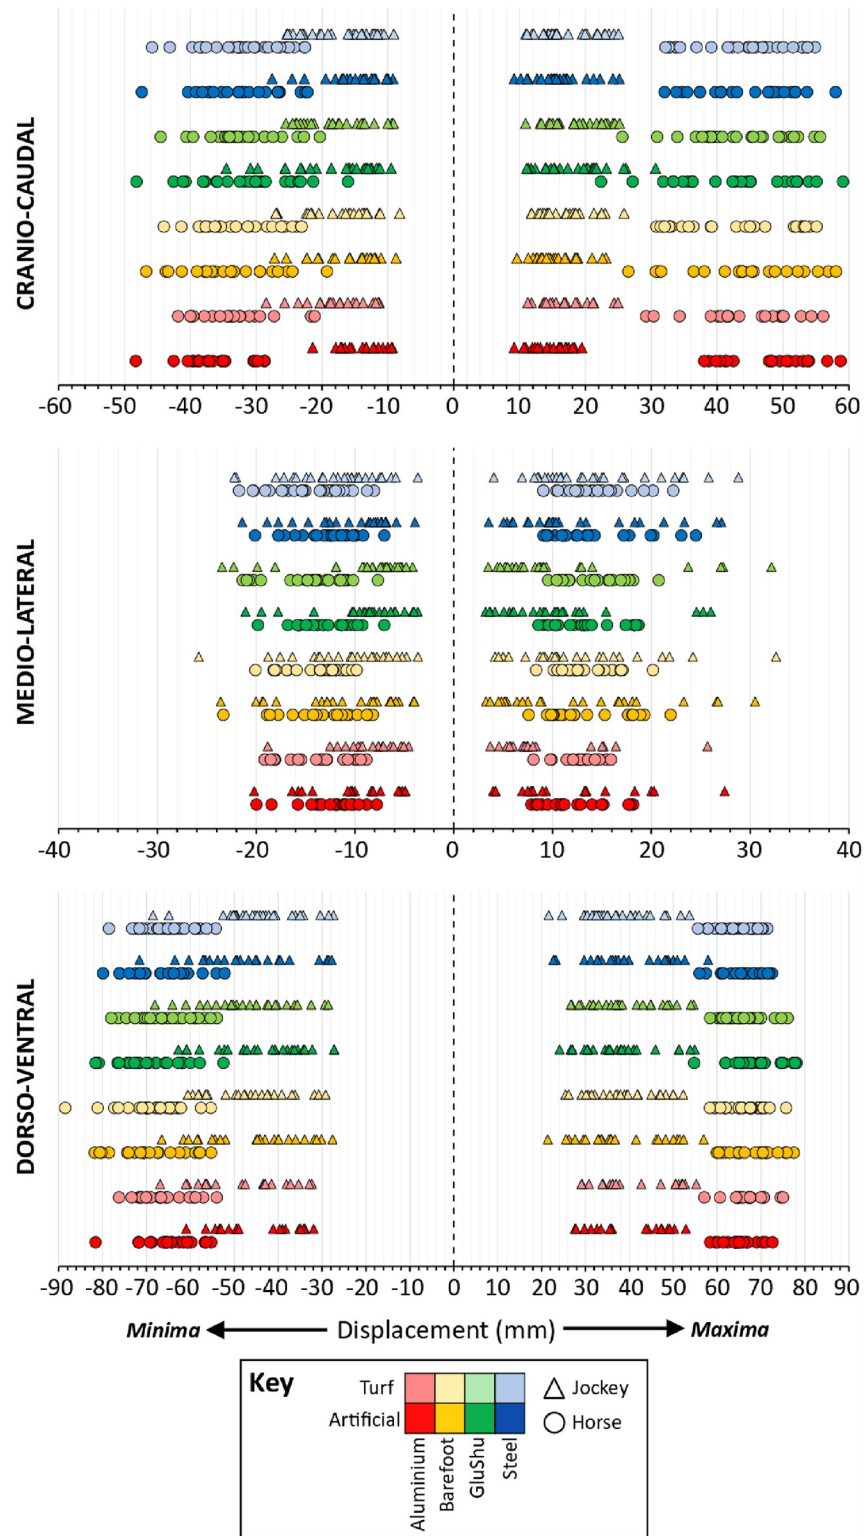 CRANIO-CAUDAL
-60 -50 -40 -30 -20 -10 0 10 20 30 40 50 60
MEDIO-LATERAL
-40 -30 -20 -10 0 10 20 30 40
DORSO-VENTRAL
-90 -80 -70 -60 -50 -40 -30 -20 -10 0 10 20 30 40 50 60 70 80 90
Minima Displacement (mm) Maxima
Key
Turf
Artificial
Aluminium
Barefoot
GluShu
Steel
Jockey
Horse